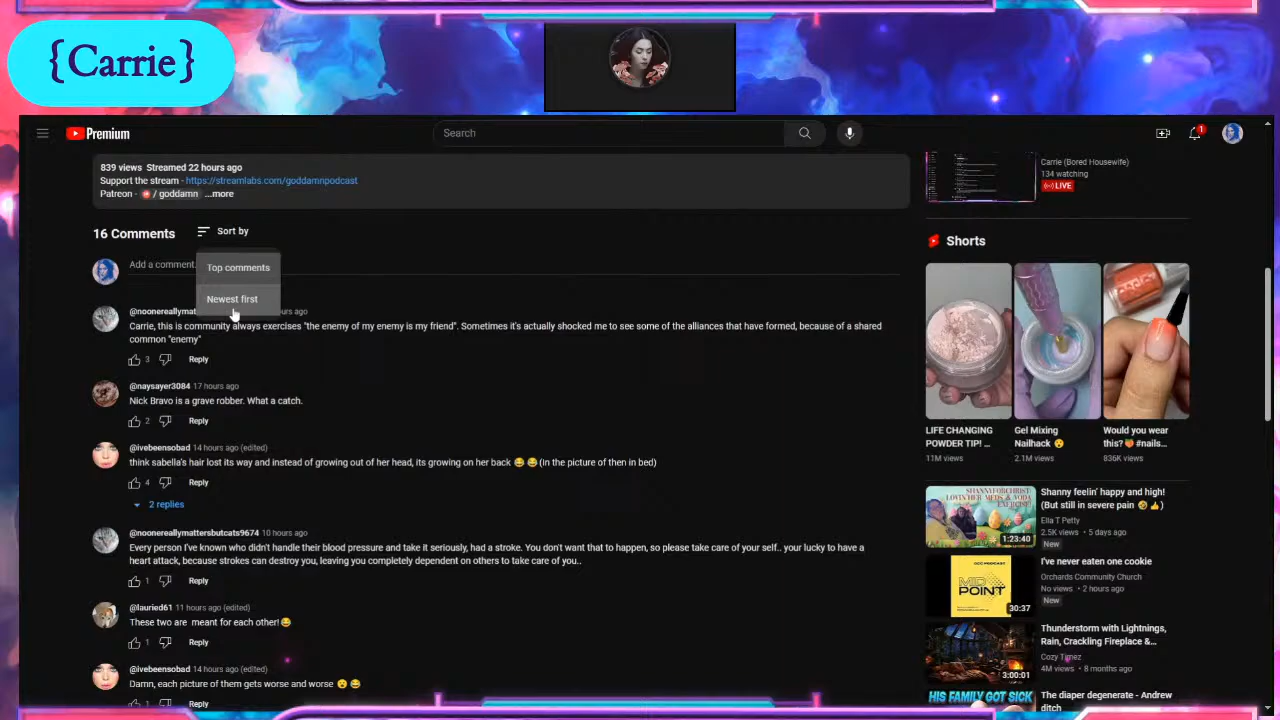 {Carrie}
Premium
Search
1
839 views Streamed 22 hours ago
Support the stream - https://streamlabs.com/goddamnpodcast
Patreon - / goddamn ...more
16 Comments
Sort by
Add a comment.
Top comments
Newest first
ours ago
Carrie, this is community always exercises "the enemy of my enemy is my friend". Sometimes it's actually shocked me to see some of the alliances that have formed, because of a shared
common "enemy"
3 Reply
@naysayer3084 17 hours ago
Nick Bravo is a grave robber. What a catch.
2 Reply
@ivebeensobad 14 hours ago (edited)
think sabella's hair lost its way and instead of growing out of her head, its growing on her back 😂 😂 (In the picture of then in bed)
4 Reply
2 replies
@noonereallymattersbutcats9674 10 hours ago
Every person I've known who didn't handle their blood pressure and take it seriously, had a stroke. You don't want that to happen, so please take care of your self.. your lucky to have a
heart attack, because strokes can destroy you, leaving you completely dependent on others to take care of you..
1 Reply
@lauried61 11 hours ago (edited)
These two are meant for each other!😂
1 Reply
@ivebeensobad 14 hours ago (edited)
Damn, each picture of them gets worse and worse 😮 😂
1 Reply
Carrie (Bored Housewife)
134 watching
LIVE
Shorts
LIFE CHANGING
POWDER TIP! ...
11M views
Gel Mixing
Nailhack 😮
2.1M views
Would you wear
this? 🍑 #nails...
836K views
SHANNYFORCHRIST
LOVIN HER MEDS & YODA
EXERCISE!
1:23:40
Shanny feelin' happy and high!
(But still in severe pain 🤣👍)
Ella T Petty
2.5K views • 5 days ago
New
PODCAST
MID
POINT
30:37
I've never eaten one cookie
Orchards Community Church
No views • 2 hours ago
New
3:00:01
Thunderstorm with Lightnings,
Rain, Crackling Fireplace &...
Cozy Timez
4M views • 8 months ago
HIS FAMILY GOT SICK
The diaper degenerate - Andrew
ditch